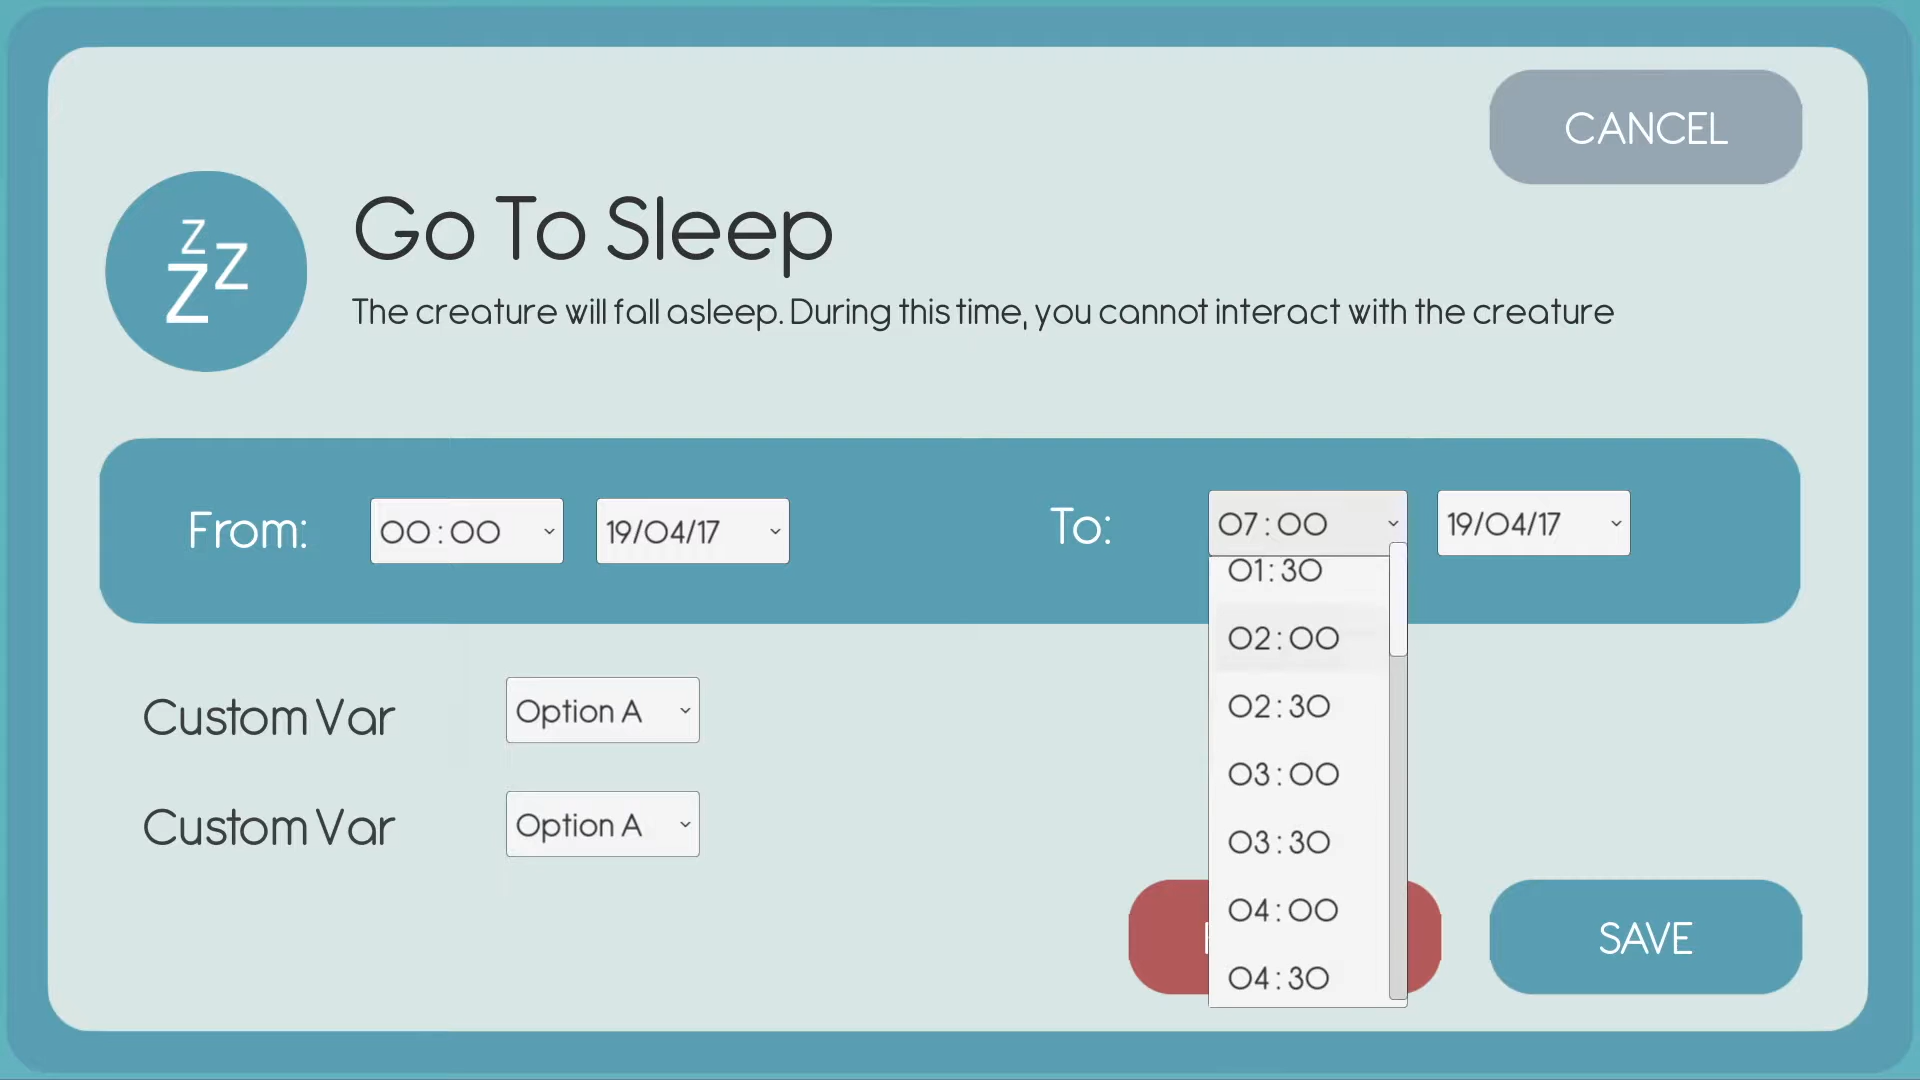 CANCEL
z
z
z
Go To Sleep
The creature will fall asleep. During this time, you cannot interact with the creature
From: 00:00 19/04/17 To: 07:00 19/04/17
01:30
02:00
02:30
03:00
03:30
04:00
04:30
Custom Var Option A
Custom Var Option A
SAVE